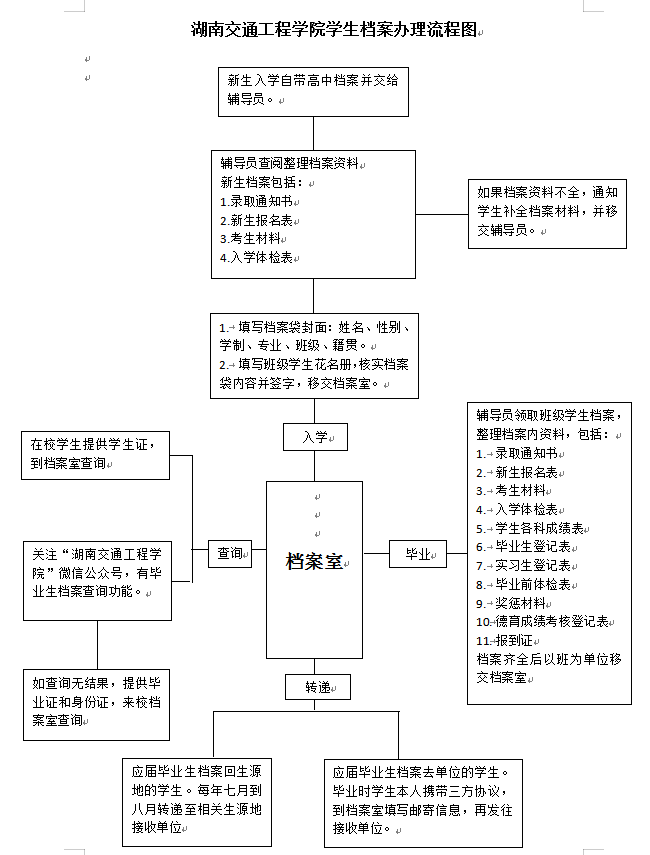 湖南交通工程学院学生档案办理流程图
新生入学自带高中档案并交给
辅导员。
辅导员查阅整理档案资料
新生档案包括：
1.录取通知书
2.新生报名表
3.考生材料
4.入学体检表
如果档案资料不全，通知
学生补全档案材料，并移
交辅导员。
1. 填写档案袋封面：姓名、性别、
学制、专业、班级、籍贯。
2. 填写班级学生花名册，核实档案
袋内容并签字，移交档案室。
入学
在校学生提供学生证，
到档案室查询
关注“湖南交通工程学
院”微信公众号，有毕
业生档案查询功能。
如查询无结果，提供毕
业证和身份证，来校档
案室查询
查询
档案室
毕业
辅导员领取班级学生档案，
整理档案内资料，包括：
1. 录取通知书
2. 新生报名表
3. 考生材料
4. 入学体检表
5. 学生各科成绩表
6. 毕业生登记表
7. 实习生登记表
8. 毕业前体检表
9. 奖惩材料
10. 德育成绩考核登记表
11. 报到证
档案齐全后以班为单位移
交档案室
转递
应届毕业生档案回生源
地的学生。每年七月到
八月转递至相关生源地
接收单位
应届毕业生档案去单位的学生。
毕业时学生本人携带三方协议，
到档案室填写邮寄信息，再发往
接收单位。